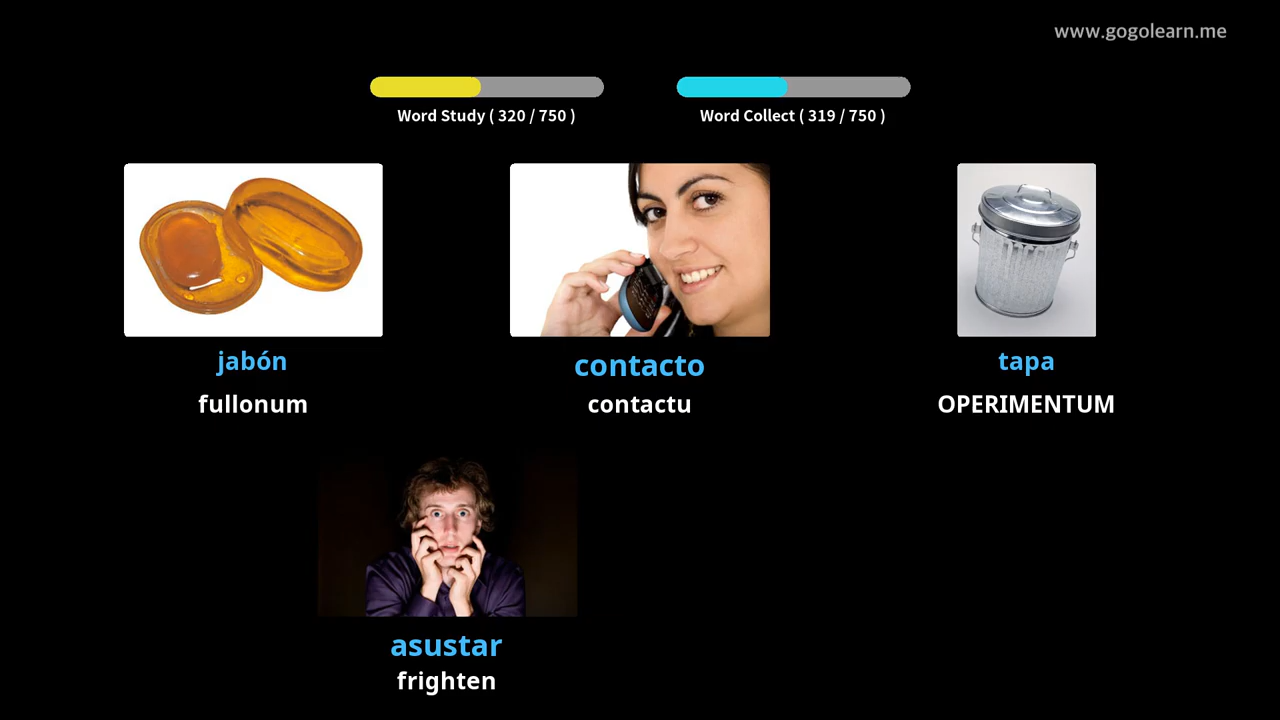 www.gogolearn.me
Word Study ( 320 / 750 )
Word Collect ( 319 / 750 )
jabón
contacto
tapa
fullonum
contactu
OPERIMENTUM
asustar
frighten